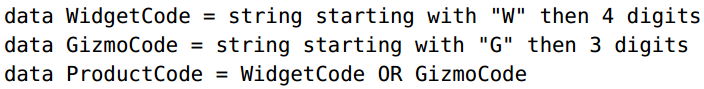 data WidgetCode = string starting with "W" then 4 digits
data GizmoCode = string starting with "G" then 3 digits
data ProductCode = WidgetCode OR GizmoCode